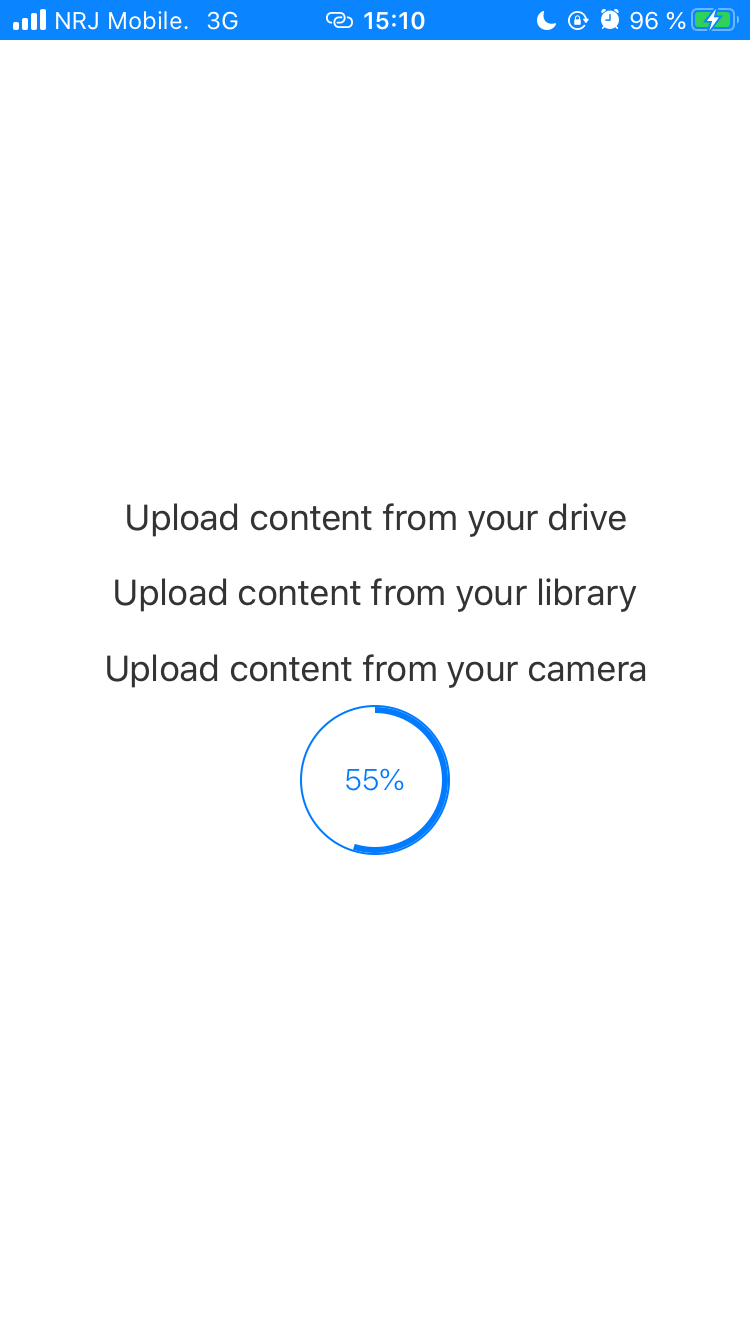 NRJ Mobile. 3G 15:10 96 %
Upload content from your drive
Upload content from your library
Upload content from your camera
55%